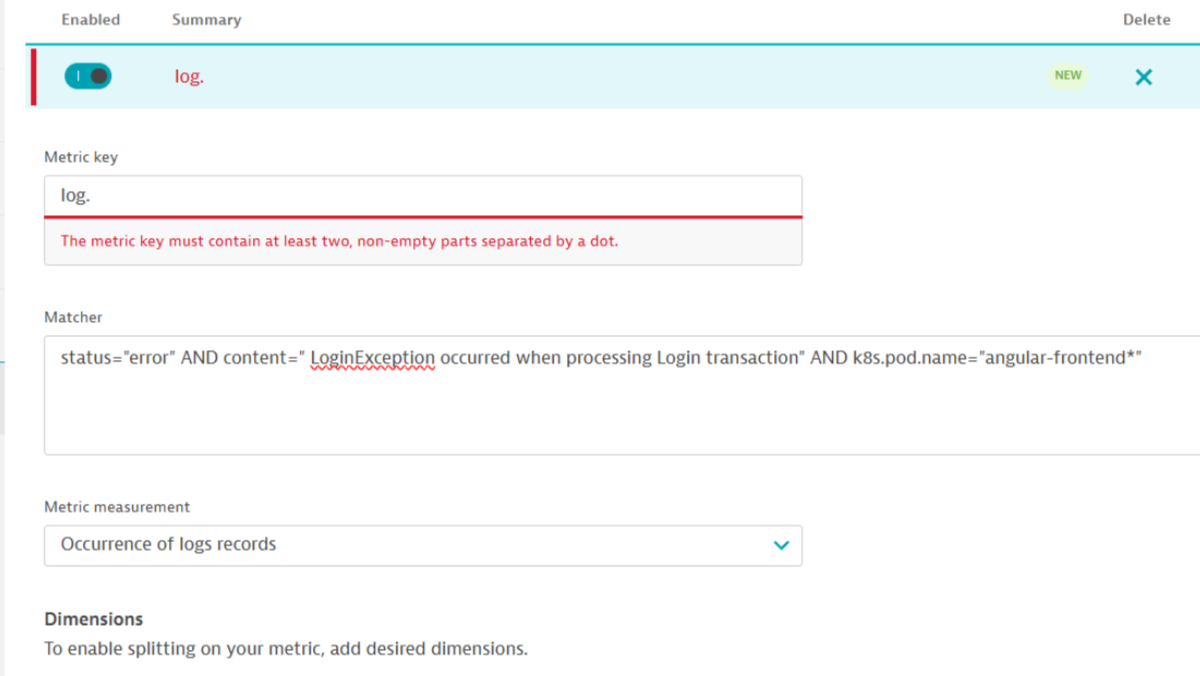 Enabled Summary Delete
log. NEW
Metric key
log.
The metric key must contain at least two, non-empty parts separated by a dot.
Matcher
status="error" AND content=" LoginException occurred when processing Login transaction" AND k8s.pod.name="angular-frontend*"
Metric measurement
Occurrence of logs records
Dimensions
To enable splitting on your metric, add desired dimensions.